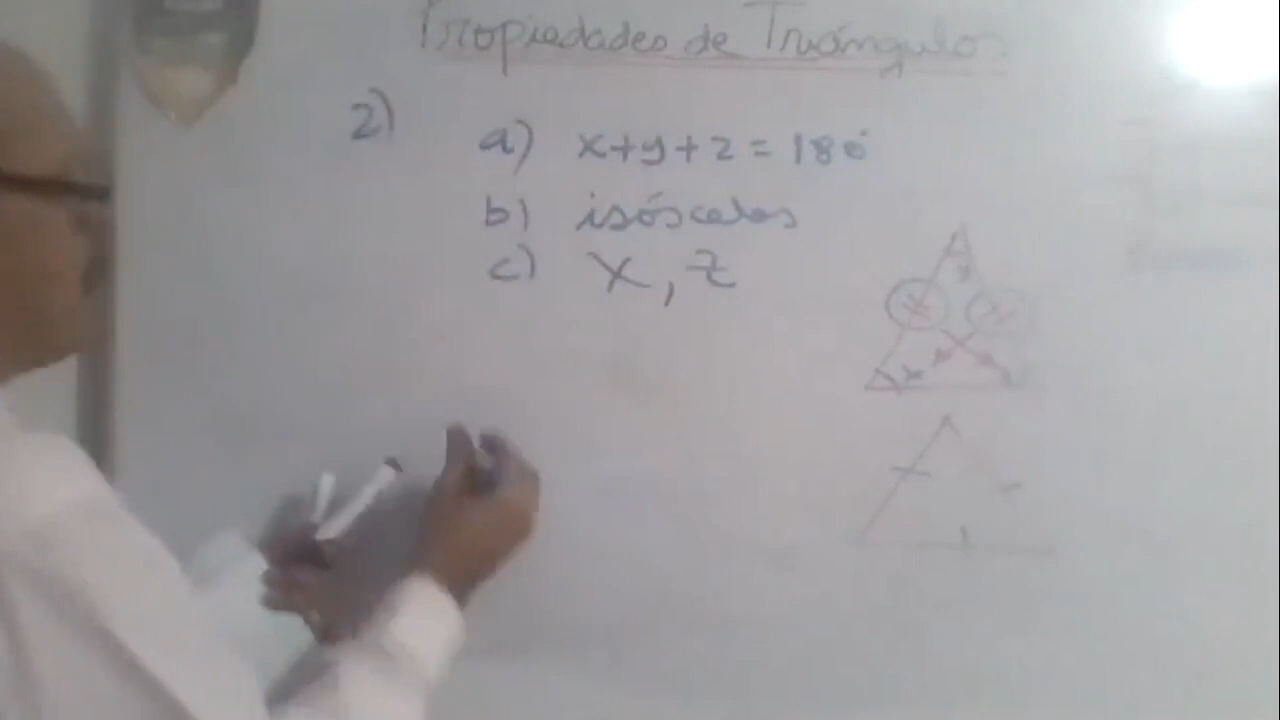 Propiedades de Triángulos
2)
a) x+y+z = 180°
b) isósceles
c) X, Z
y
x